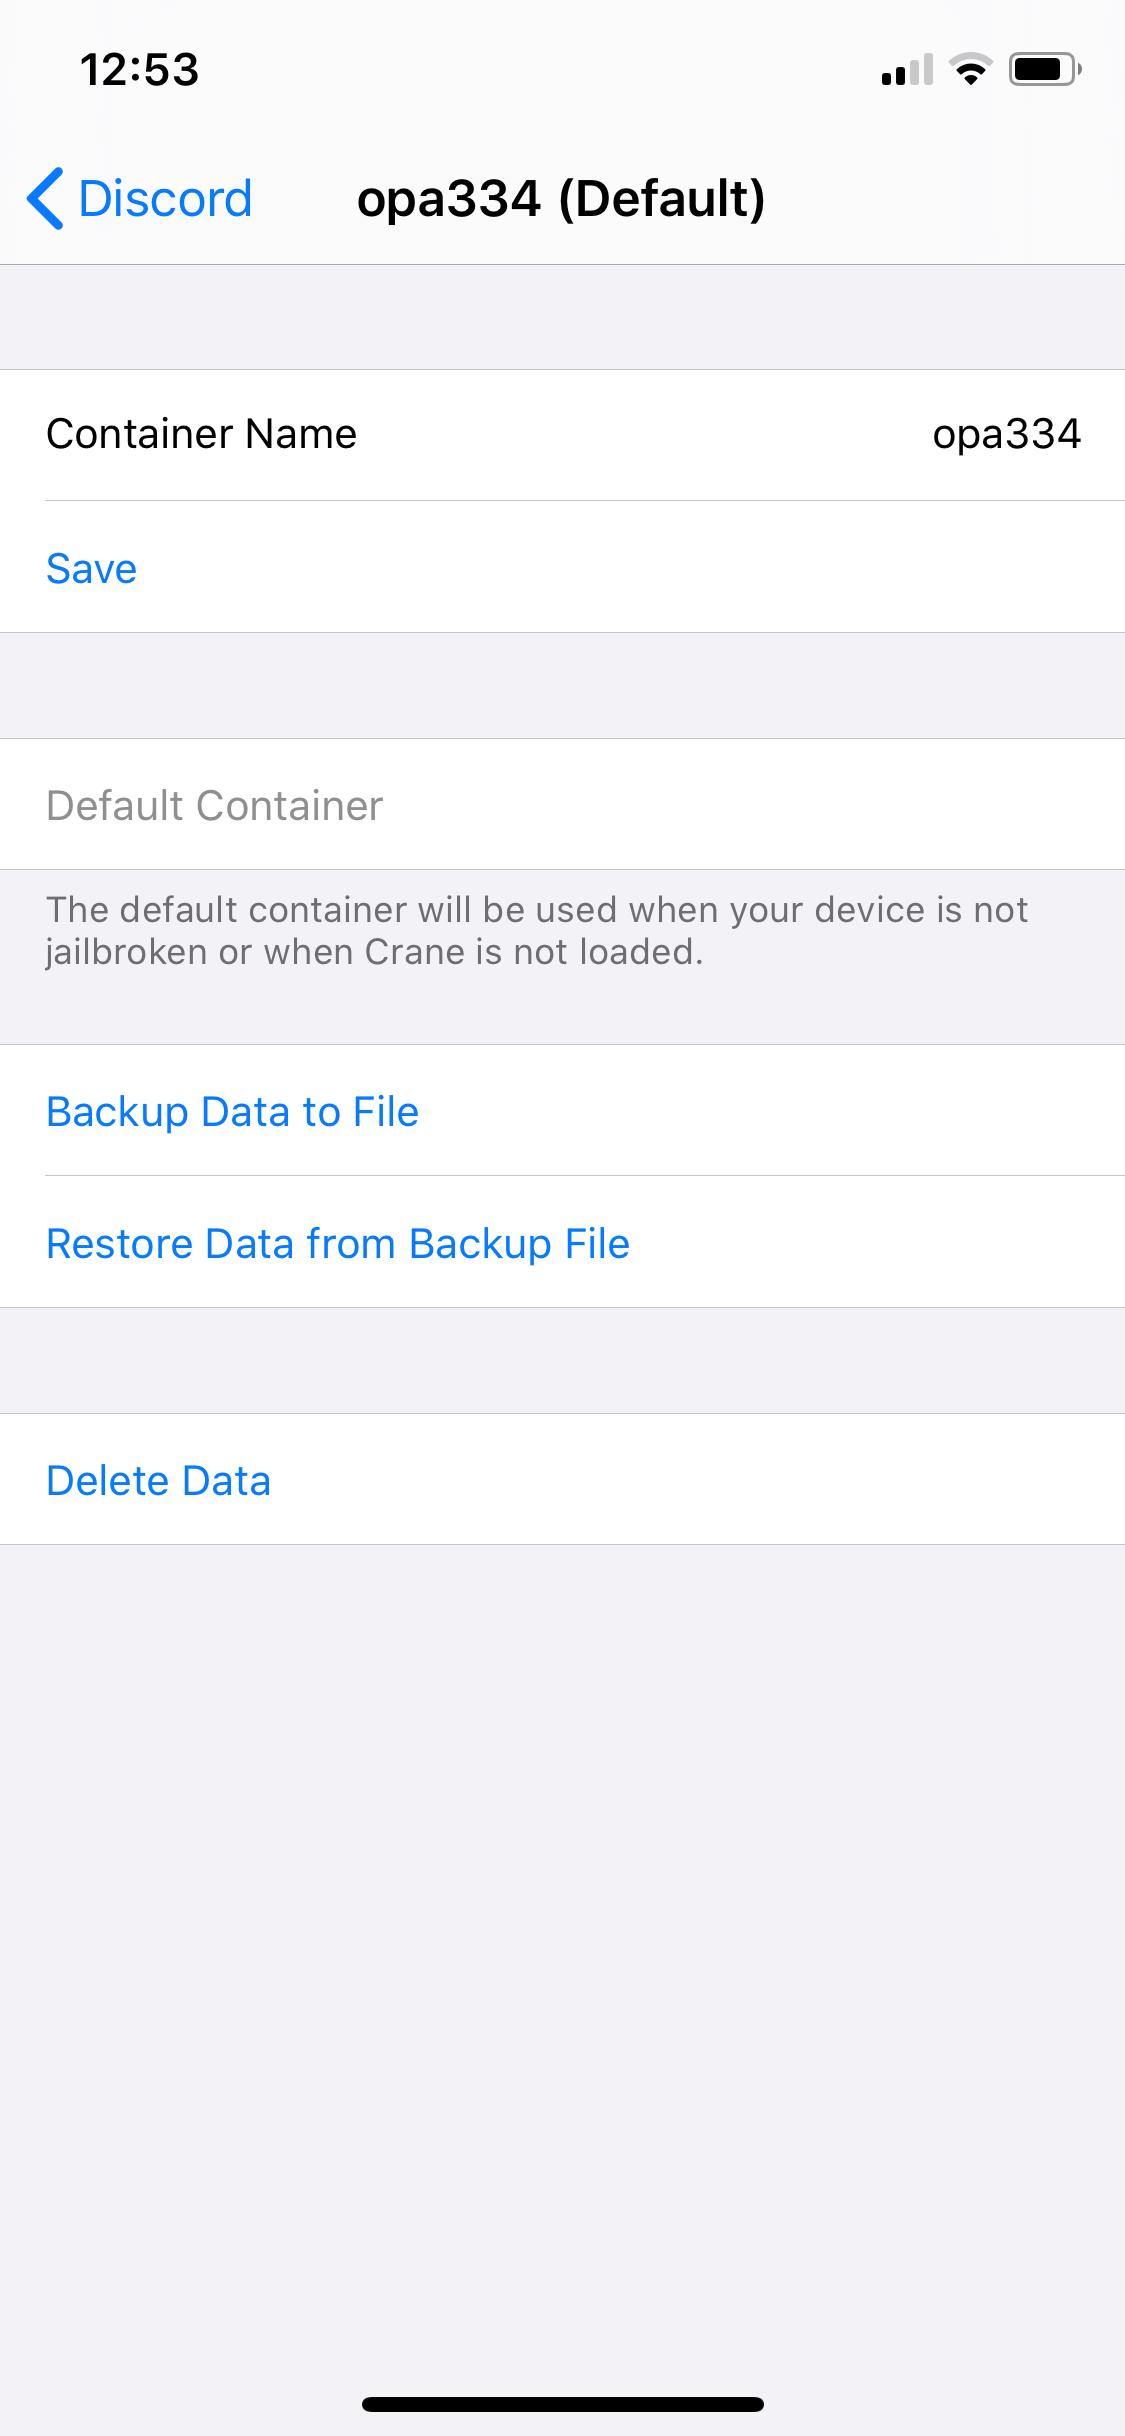 12:53
Discord
opa334 (Default)
Container Name
opa334
Save
Default Container
The default container will be used when your device is not
jailbroken or when Crane is not loaded.
Backup Data to File
Restore Data from Backup File
Delete Data